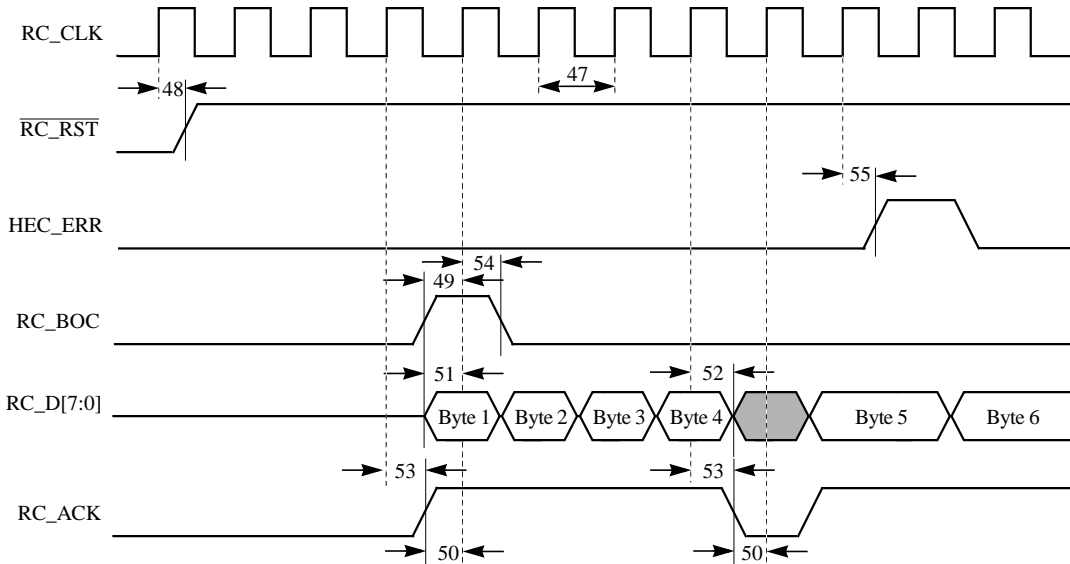 RC_CLK
47
48
RC_RST
55
HEC_ERR
54
49
RC_BOC
51 52
RC_D[7:0] Byte 1 Byte 2 Byte 3 Byte 4 Byte 5 Byte 6
53 53
RC_ACK
50 50